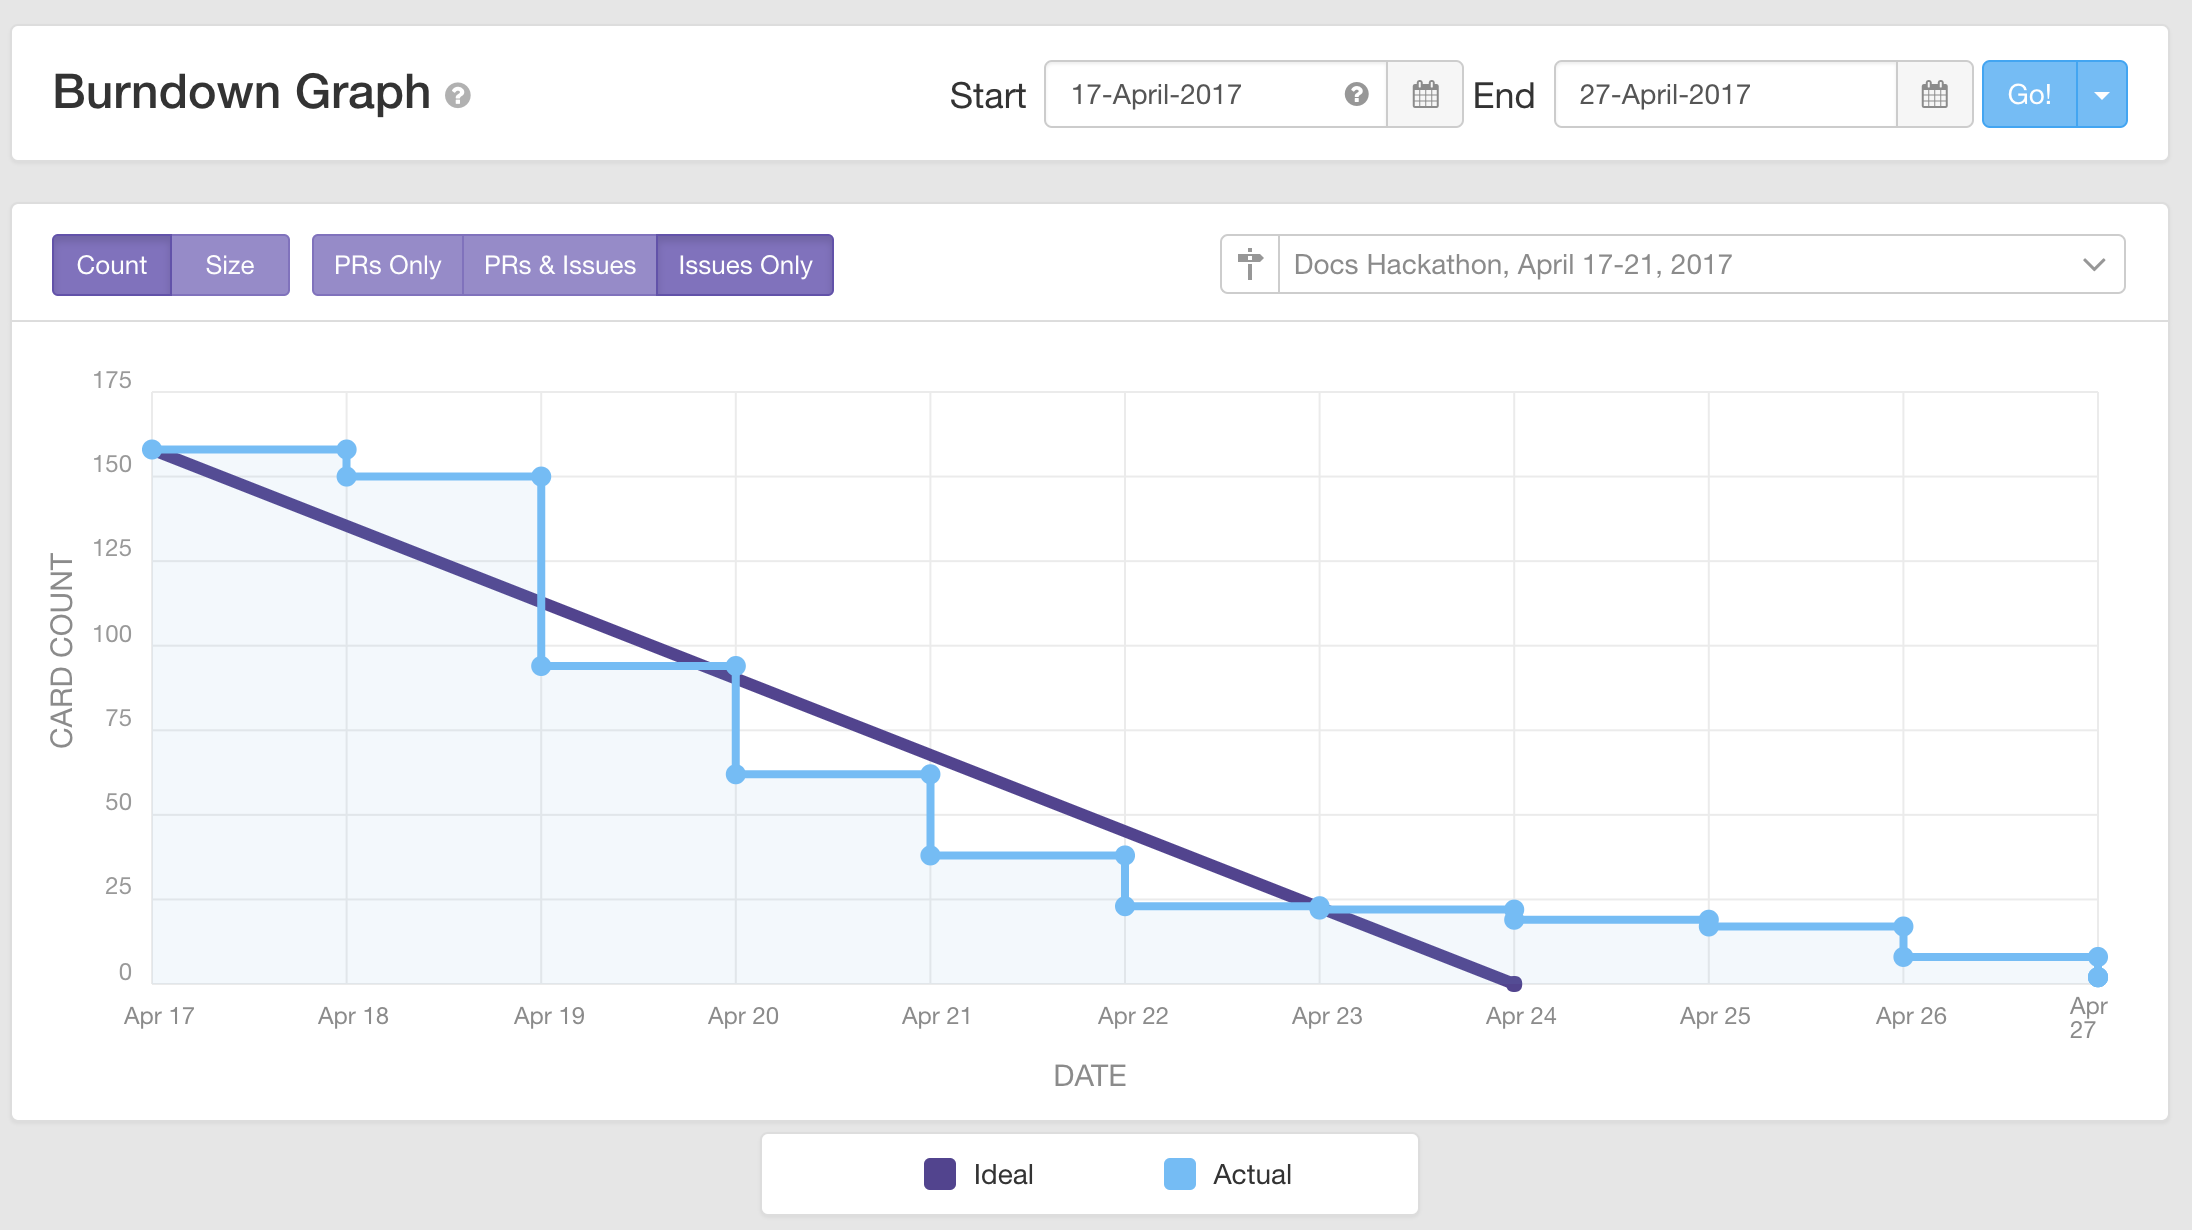 Burndown Graph ?
Start 17-April-2017 ? End 27-April-2017 Go!
Count Size PRs Only PRs & Issues Issues Only Docs Hackathon, April 17-21, 2017
175
150
125
100
75
50
25
0
CARD COUNT
Apr 17 Apr 18 Apr 19 Apr 20 Apr 21 Apr 22 Apr 23 Apr 24 Apr 25 Apr 26 Apr
27
DATE
Ideal Actual